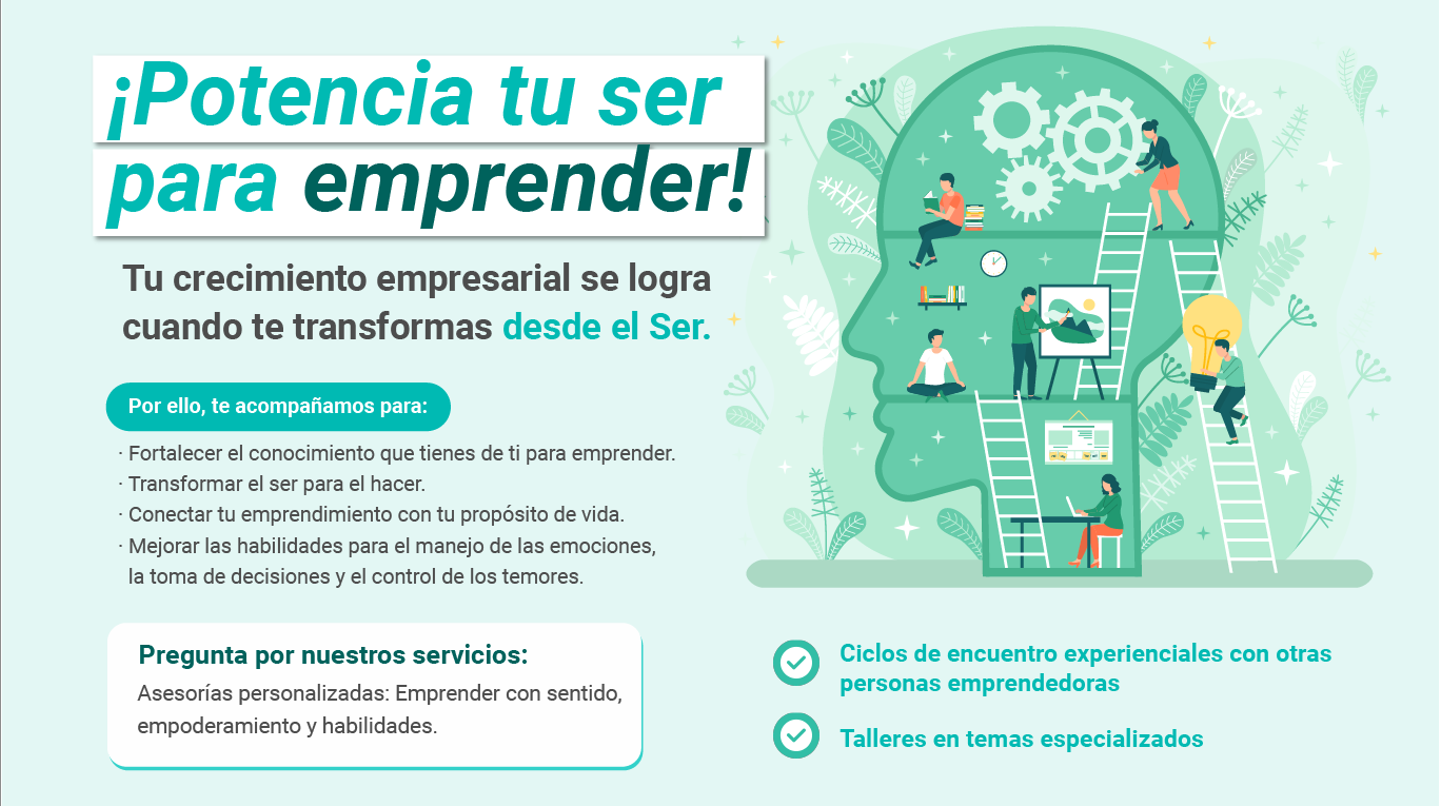 ¡Potencia tu ser
para emprender!
Tu crecimiento empresarial se logra
cuando te transformas desde el Ser.
Por ello, te acompañamos para:
· Fortalecer el conocimiento que tienes de ti para emprender.
· Transformar el ser para el hacer.
· Conectar tu emprendimiento con tu propósito de vida.
· Mejorar las habilidades para el manejo de las emociones,
la toma de decisiones y el control de los temores.
Pregunta por nuestros servicios:
Asesorías personalizadas: Emprender con sentido,
empoderamiento y habilidades.
Ciclos de encuentro experienciales con otras
personas emprendedoras
Talleres en temas especializados